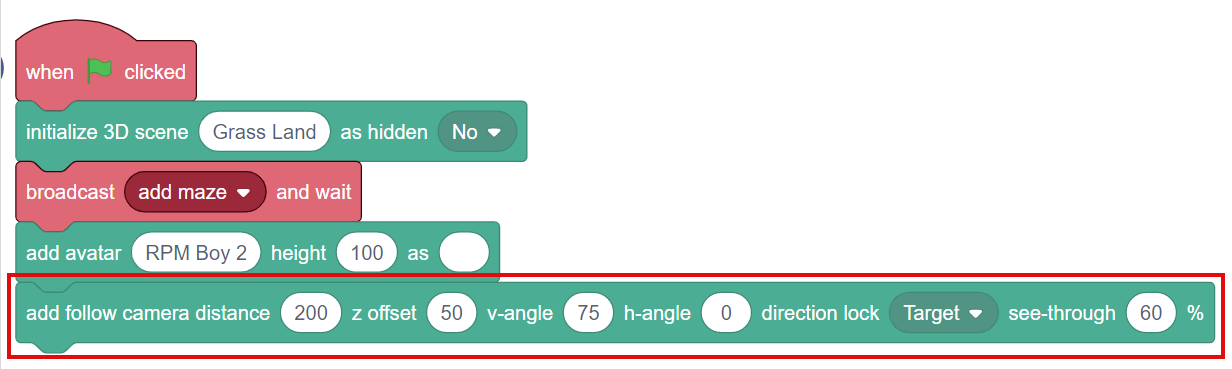 when clicked
initialize 3D scene Grass Land as hidden No
broadcast add maze and wait
add avatar RPM Boy 2 height 100 as
add follow camera distance 200 z offset 50 v-angle 75 h-angle 0 direction lock Target see-through 60 %